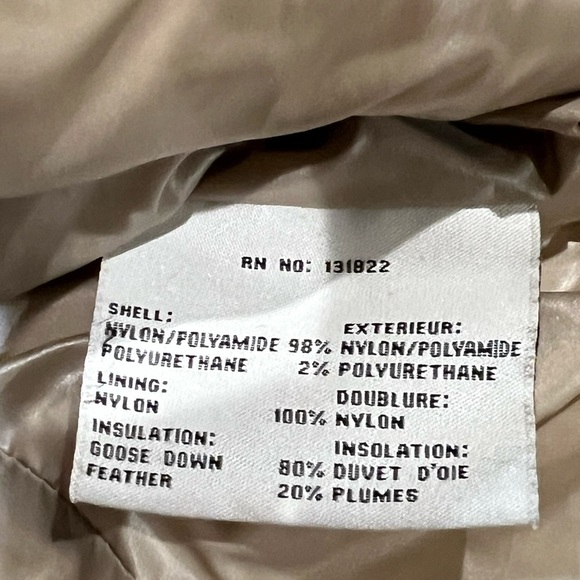 RN NO: 131822
SHELL: EXTERIEUR:
NYLON/POLYAMIDE 98% NYLON/POLYAMIDE
POLYURETHANE 2% POLYURETHANE
LINING: DOUBLURE:
NYLON 100% NYLON
INSULATION: INSOLATION:
GOOSE DOWN 80% DUVET D'OIE
FEATHER 20% PLUMES